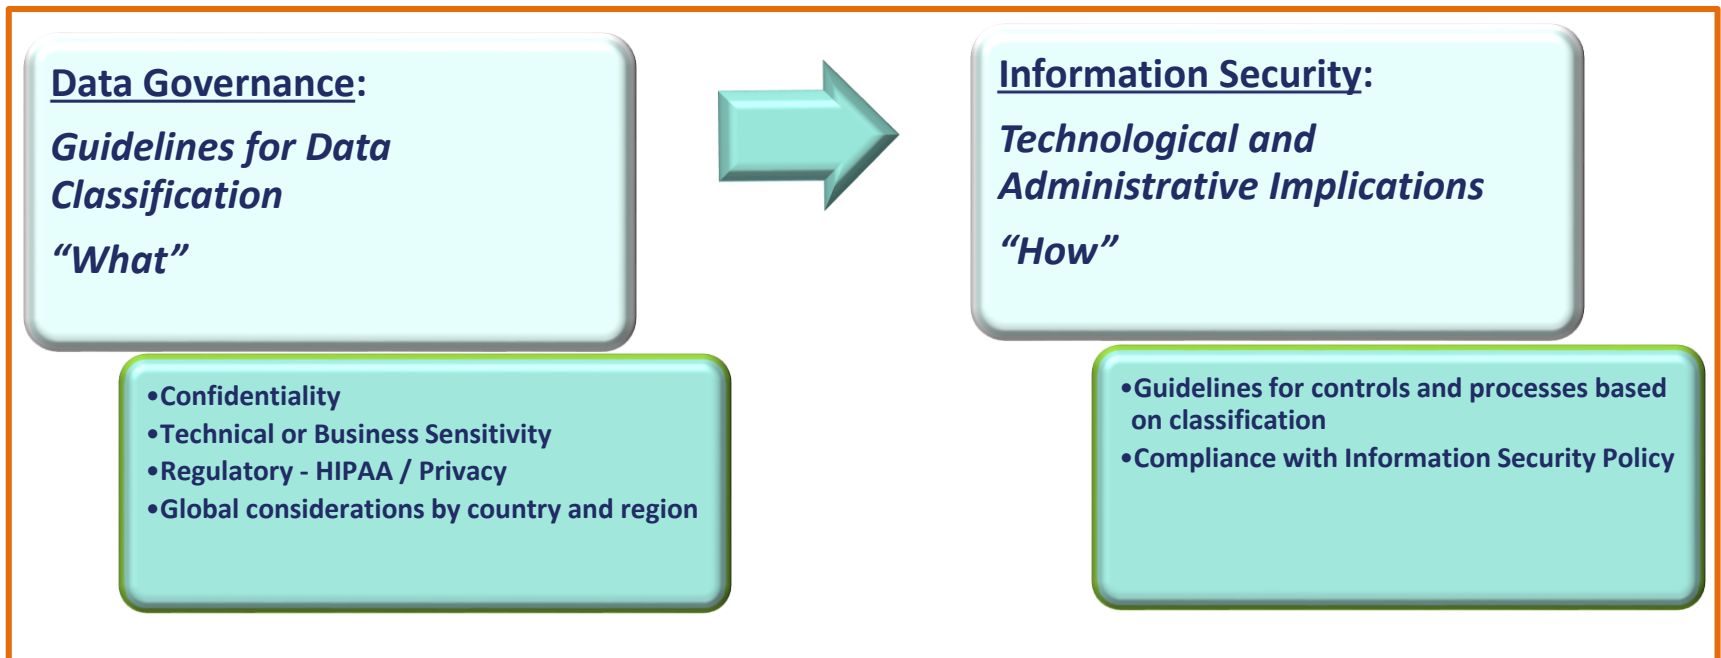 Data Governance:
Guidelines for Data
Classification
“What”
•Confidentiality
•Technical or Business Sensitivity
•Regulatory - HIPAA / Privacy
•Global considerations by country and region
Information Security:
Technological and
Administrative Implications
“How”
•Guidelines for controls and processes based
on classification
•Compliance with Information Security Policy